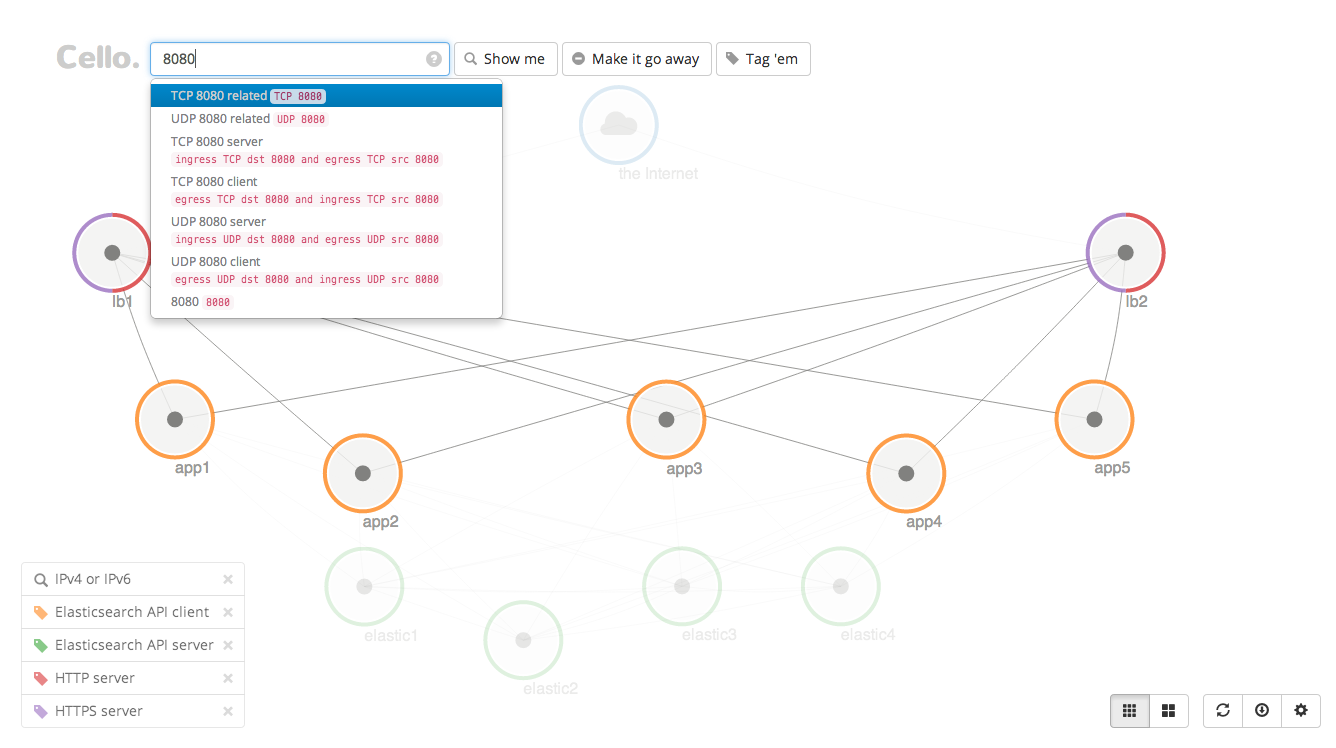 Cello. 8080 ? Show me Make it go away Tag 'em
TCP 8080 related TCP 8080
UDP 8080 related UDP 8080
TCP 8080 server
ingress TCP dst 8080 and egress TCP src 8080
TCP 8080 client
egress TCP dst 8080 and ingress TCP src 8080
UDP 8080 server
ingress UDP dst 8080 and egress UDP src 8080
UDP 8080 client
egress UDP dst 8080 and ingress UDP src 8080
8080 8080
the Internet
lb1
lb2
app1
app2
app3
app4
app5
elastic1
elastic2
elastic3
elastic4
IPv4 or IPv6
Elasticsearch API client
Elasticsearch API server
HTTP server
HTTPS server